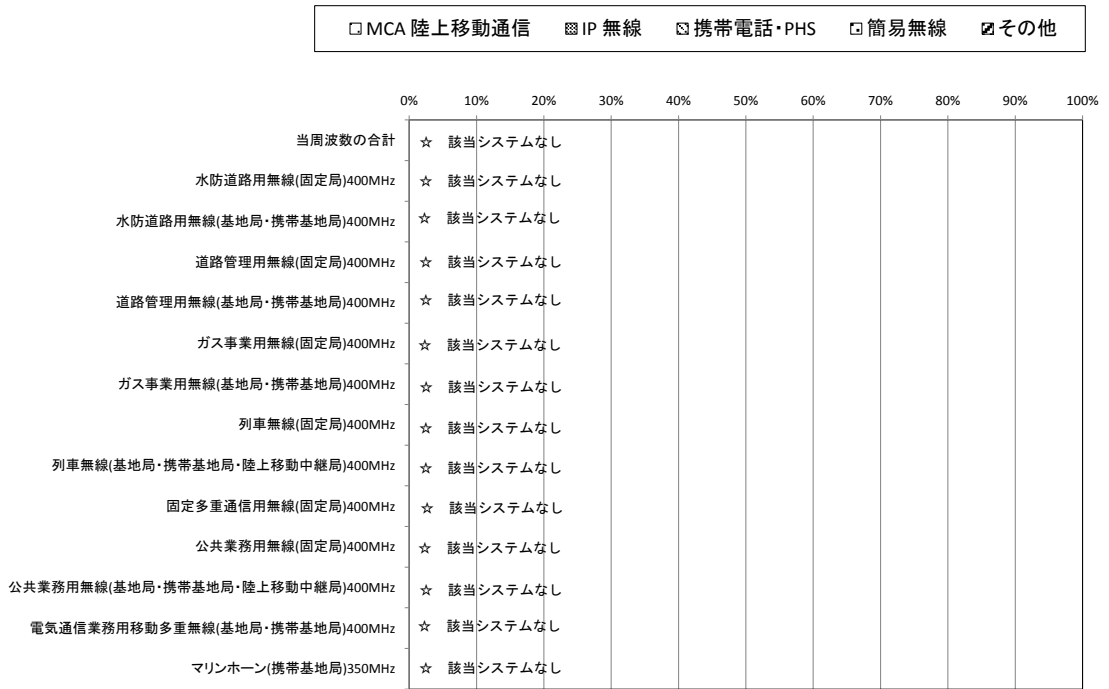 MCA 陸上移動通信 IP 無線 携帯電話・PHS 簡易無線 その他
0% 10% 20% 30% 40% 50% 60% 70% 80% 90% 100%
当周波数の合計 ☆ 該当システムなし
水防道路用無線(固定局)400MHz ☆ 該当システムなし
水防道路用無線(基地局・携帯基地局)400MHz ☆ 該当システムなし
道路管理用無線(固定局)400MHz ☆ 該当システムなし
道路管理用無線(基地局・携帯基地局)400MHz ☆ 該当システムなし
ガス事業用無線(固定局)400MHz ☆ 該当システムなし
ガス事業用無線(基地局・携帯基地局)400MHz ☆ 該当システムなし
列車無線(固定局)400MHz ☆ 該当システムなし
列車無線(基地局・携帯基地局・陸上移動中継局)400MHz ☆ 該当システムなし
固定多重通信用無線(固定局)400MHz ☆ 該当システムなし
公共業務用無線(固定局)400MHz ☆ 該当システムなし
公共業務用無線(基地局・携帯基地局・陸上移動中継局)400MHz ☆ 該当システムなし
電気通信業務用移動多重無線(基地局・携帯基地局)400MHz ☆ 該当システムなし
マリンホーン(携帯基地局)350MHz ☆ 該当システムなし